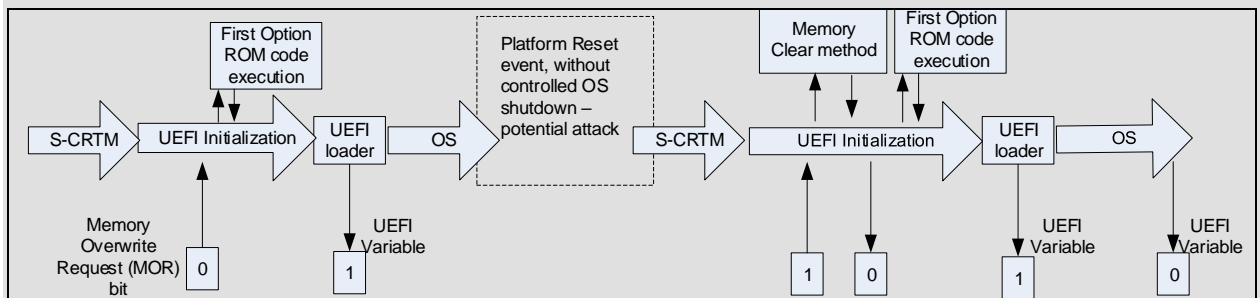 First Option
ROM code
execution
S-CRTM
UEFI Initialization
UEFI
loader
OS
Platform Reset
event, without
controlled OS
shutdown –
potential attack
Memory
Overwrite
Request (MOR)
bit
0
UEFI
Variable
1
Memory
Clear method
First Option
ROM code
execution
S-CRTM
UEFI Initialization
UEFI
loader
OS
1
0
UEFI
Variable
1
UEFI
Variable
0